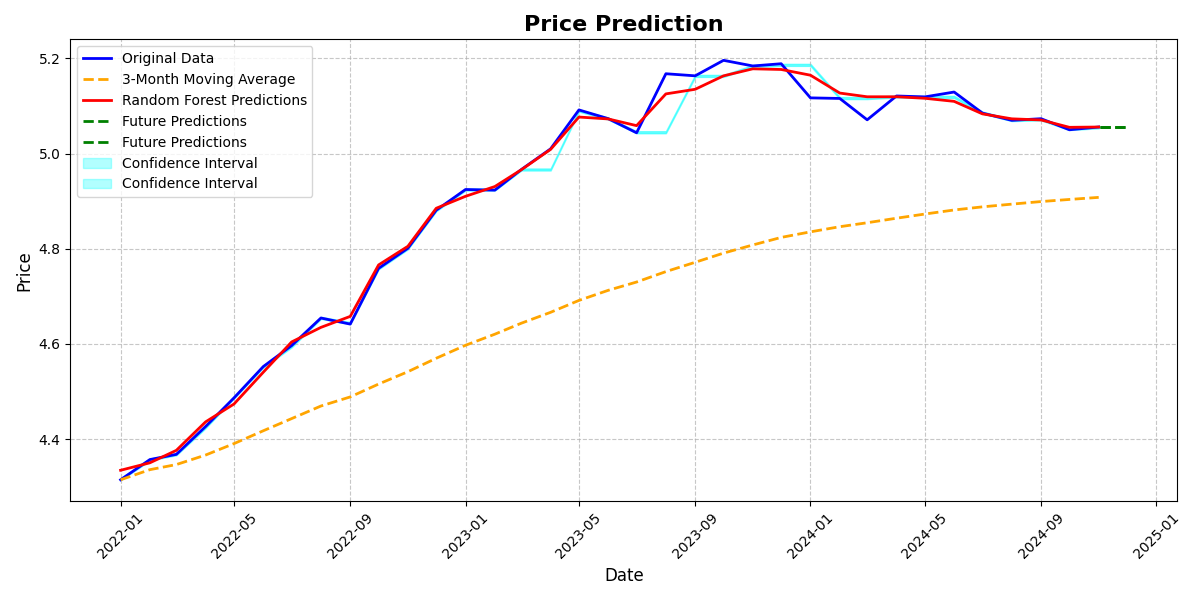 Price Prediction
Original Data
3-Month Moving Average
Random Forest Predictions
Future Predictions
Future Predictions
Confidence Interval
Confidence Interval
5.2
5.0
4.8
4.6
4.4
Price
2022-01
2022-05
2022-09
2023-01
2023-05
2023-09
2024-01
2024-05
2024-09
2025-01
Date